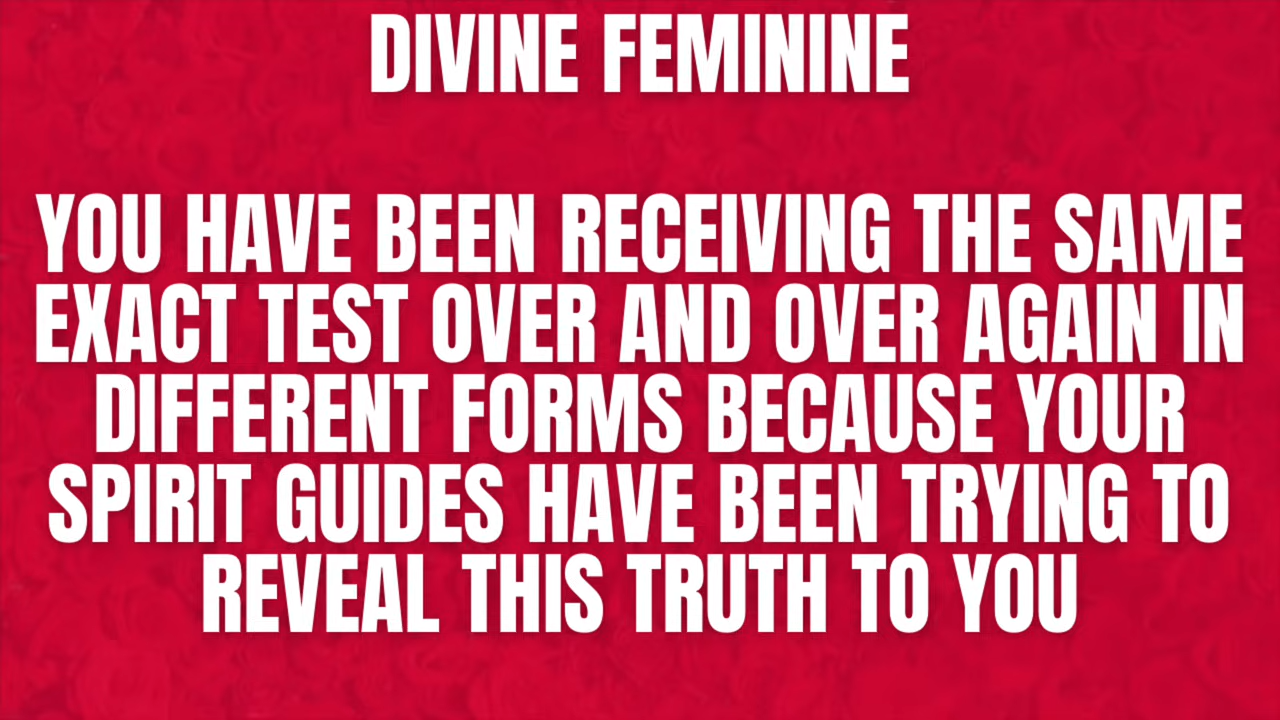 DIVINE FEMININE
YOU HAVE BEEN RECEIVING THE SAME
EXACT TEST OVER AND OVER AGAIN IN
DIFFERENT FORMS BECAUSE YOUR
SPIRIT GUIDES HAVE BEEN TRYING TO
REVEAL THIS TRUTH TO YOU